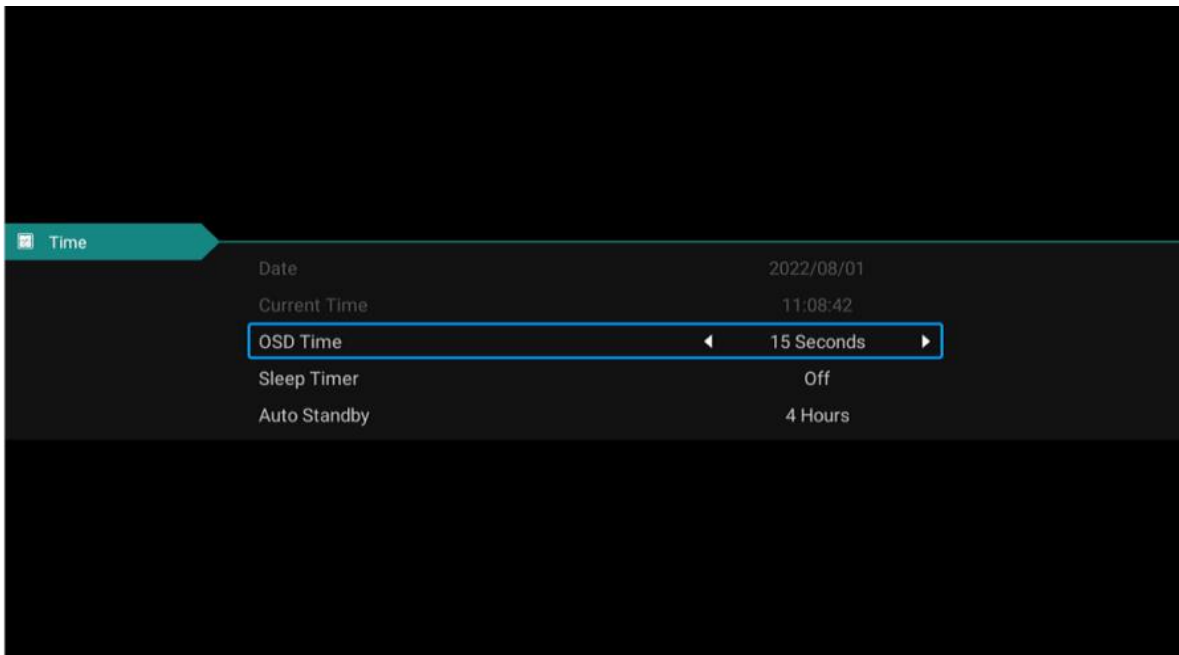 Time
Date 2022/08/01
Current Time 11:08:42
OSD Time 15 Seconds
Sleep Timer Off
Auto Standby 4 Hours